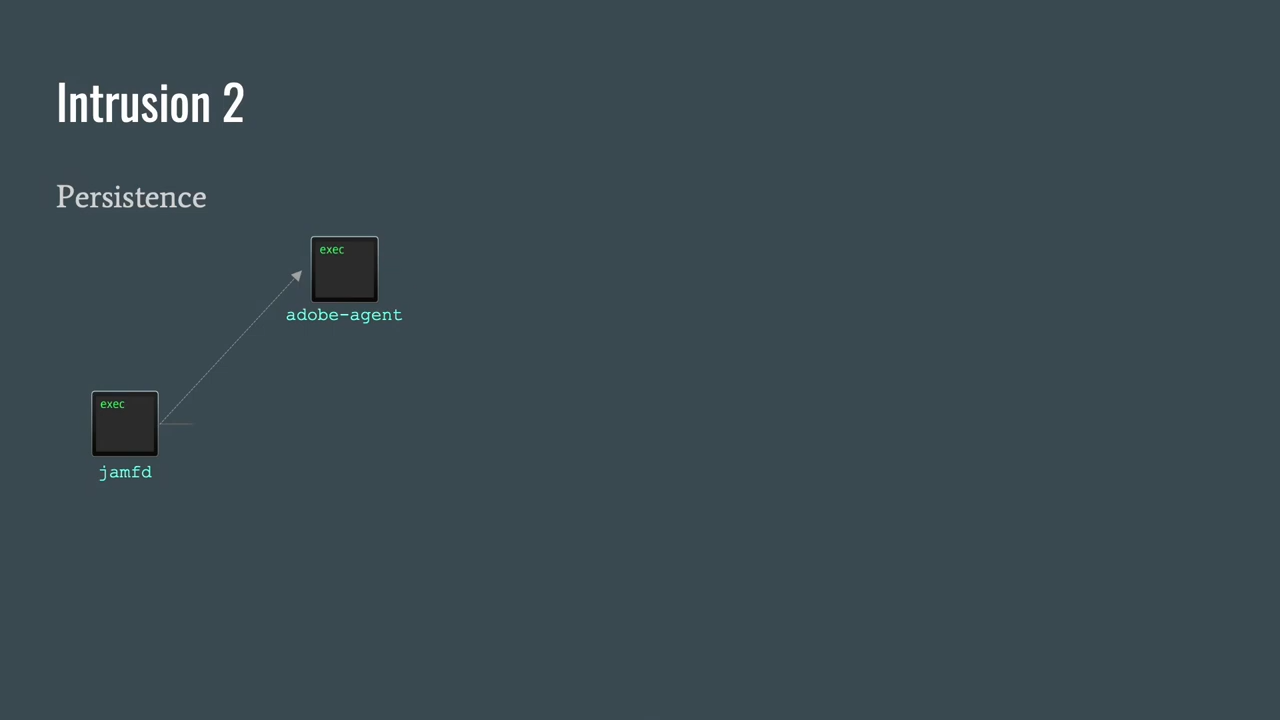 Intrusion 2
Persistence
exec
adobe-agent
exec
jamfd